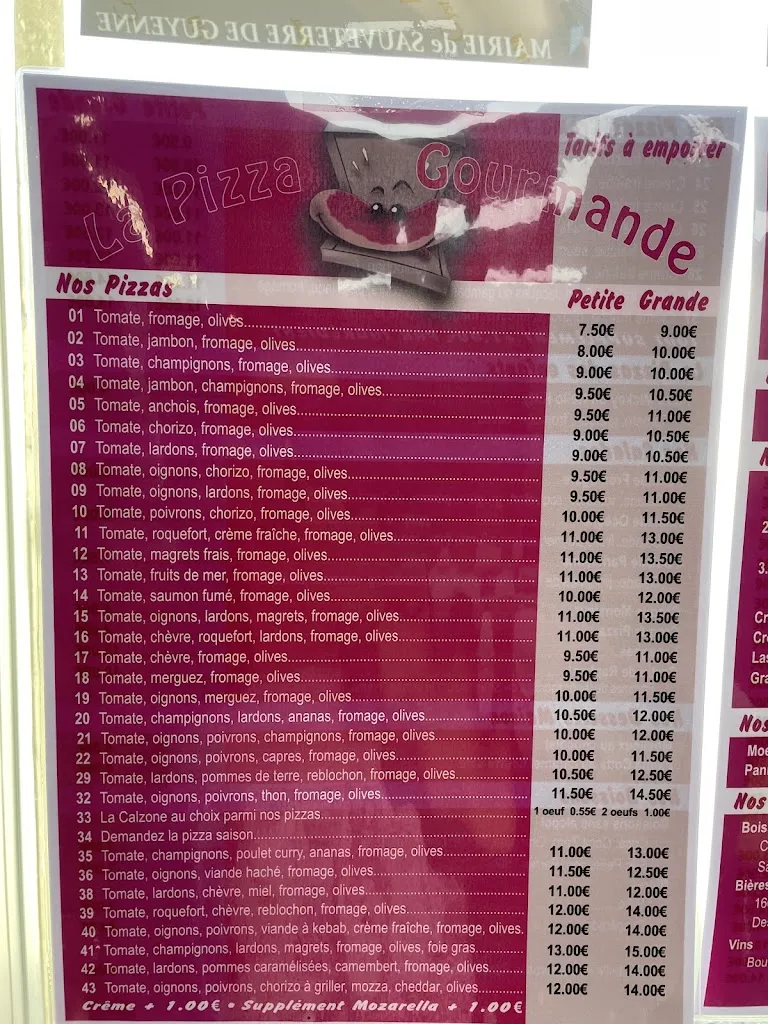 MAIRIE de SAUVETERRE DE GUYENNE
La Pizza Gourmande
Tarifs à emporter
Nos Pizzas Petite Grande
01 Tomate, fromage, olives 7.50€ 9.00€
02 Tomate, jambon, fromage, olives 8.00€ 10.00€
03 Tomate, champignons, fromage, olives 9.00€ 10.00€
04 Tomate, jambon, champignons, fromage, olives 9.50€ 10.50€
05 Tomate, anchois, fromage, olives 9.50€ 11.00€
06 Tomate, chorizo, fromage, olives 9.00€ 10.50€
07 Tomate, lardons, fromage, olives 9.00€ 10.50€
08 Tomate, oignons, chorizo, fromage, olives 9.50€ 11.00€
09 Tomate, oignons, lardons, fromage, olives 9.50€ 11.00€
10 Tomate, poivrons, chorizo, fromage, olives 10.00€ 11.50€
11 Tomate, roquefort, crème fraîche, fromage, olives 11.00€ 13.00€
12 Tomate, magrets frais, fromage, olives 11.00€ 13.50€
13 Tomate, fruits de mer, fromage, olives 11.00€ 13.00€
14 Tomate, saumon fumé, fromage, olives 10.00€ 12.00€
15 Tomate, oignons, lardons, magrets, fromage, olives 11.00€ 13.50€
16 Tomate, chèvre, roquefort, lardons, fromage, olives 11.00€ 13.00€
17 Tomate, chèvre, fromage, olives 9.50€ 11.00€
18 Tomate, merguez, fromage, olives 9.50€ 11.00€
19 Tomate, oignons, merguez, fromage, olives 10.00€ 11.50€
20 Tomate, champignons, lardons, ananas, fromage, olives 10.50€ 12.00€
21 Tomate, oignons, poivrons, champignons, fromage, olives 10.00€ 12.00€
22 Tomate, oignons, poivrons, capres, fromage, olives 10.00€ 11.50€
29 Tomate, lardons, pommes de terre, reblochon, fromage, olives 10.50€ 12.50€
32 Tomate, oignons, poivrons, thon, fromage, olives 11.50€ 14.50€
33 La Calzone au choix parmi nos pizzas 1 oeuf 0.55€ 2 oeufs 1.00€
34 Demandez la pizza saison
35 Tomate, champignons, poulet curry, ananas, fromage, olives 11.00€ 13.00€
36 Tomate, oignons, viande haché, fromage, olives 11.50€ 12.50€
38 Tomate, lardons, chèvre, miel, fromage, olives 11.00€ 12.00€
39 Tomate, roquefort, chèvre, reblochon, fromage, olives 12.00€ 14.00€
40 Tomate, oignons, poivrons, viande à kebab, crème fraîche, fromage, olives. 12.00€ 14.00€
41 Tomate, champignons, lardons, magrets, fromage, olives, foie gras 13.00€ 15.00€
42 Tomate, lardons, pommes caramélisées, camembert, fromage, olives 12.00€ 14.00€
43 Tomate, oignons, poivrons, chorizo à griller, mozza, cheddar, olives 12.00€ 14.00€
Crème + 1.00€ • Supplément Mozarella + 1.00€
Nos
Nos
Bois
Bières
Vins